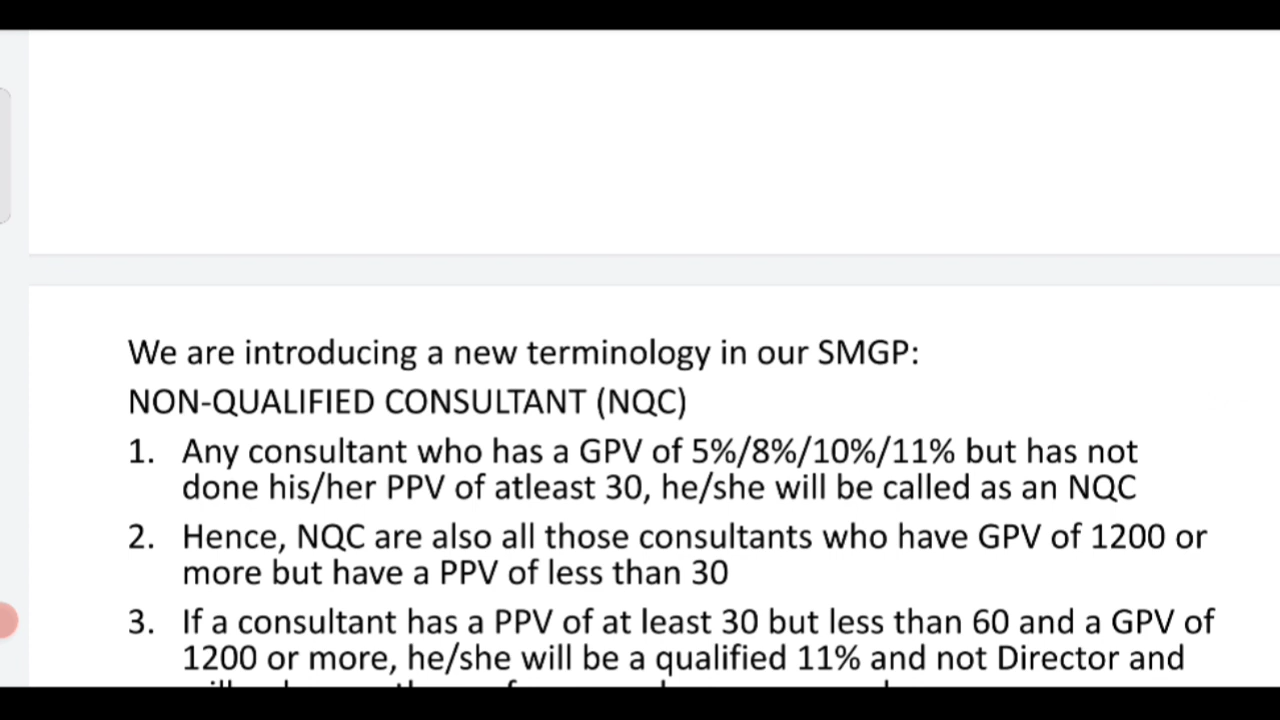 We are introducing a new terminology in our SMGP:
NON-QUALIFIED CONSULTANT (NQC)
1. Any consultant who has a GPV of 5%/8%/10%/11% but has not
done his/her PPV of atleast 30, he/she will be called as an NQC
2. Hence, NQC are also all those consultants who have GPV of 1200 or
more but have a PPV of less than 30
3. If a consultant has a PPV of at least 30 but less than 60 and a GPV of
1200 or more, he/she will be a qualified 11% and not Director and